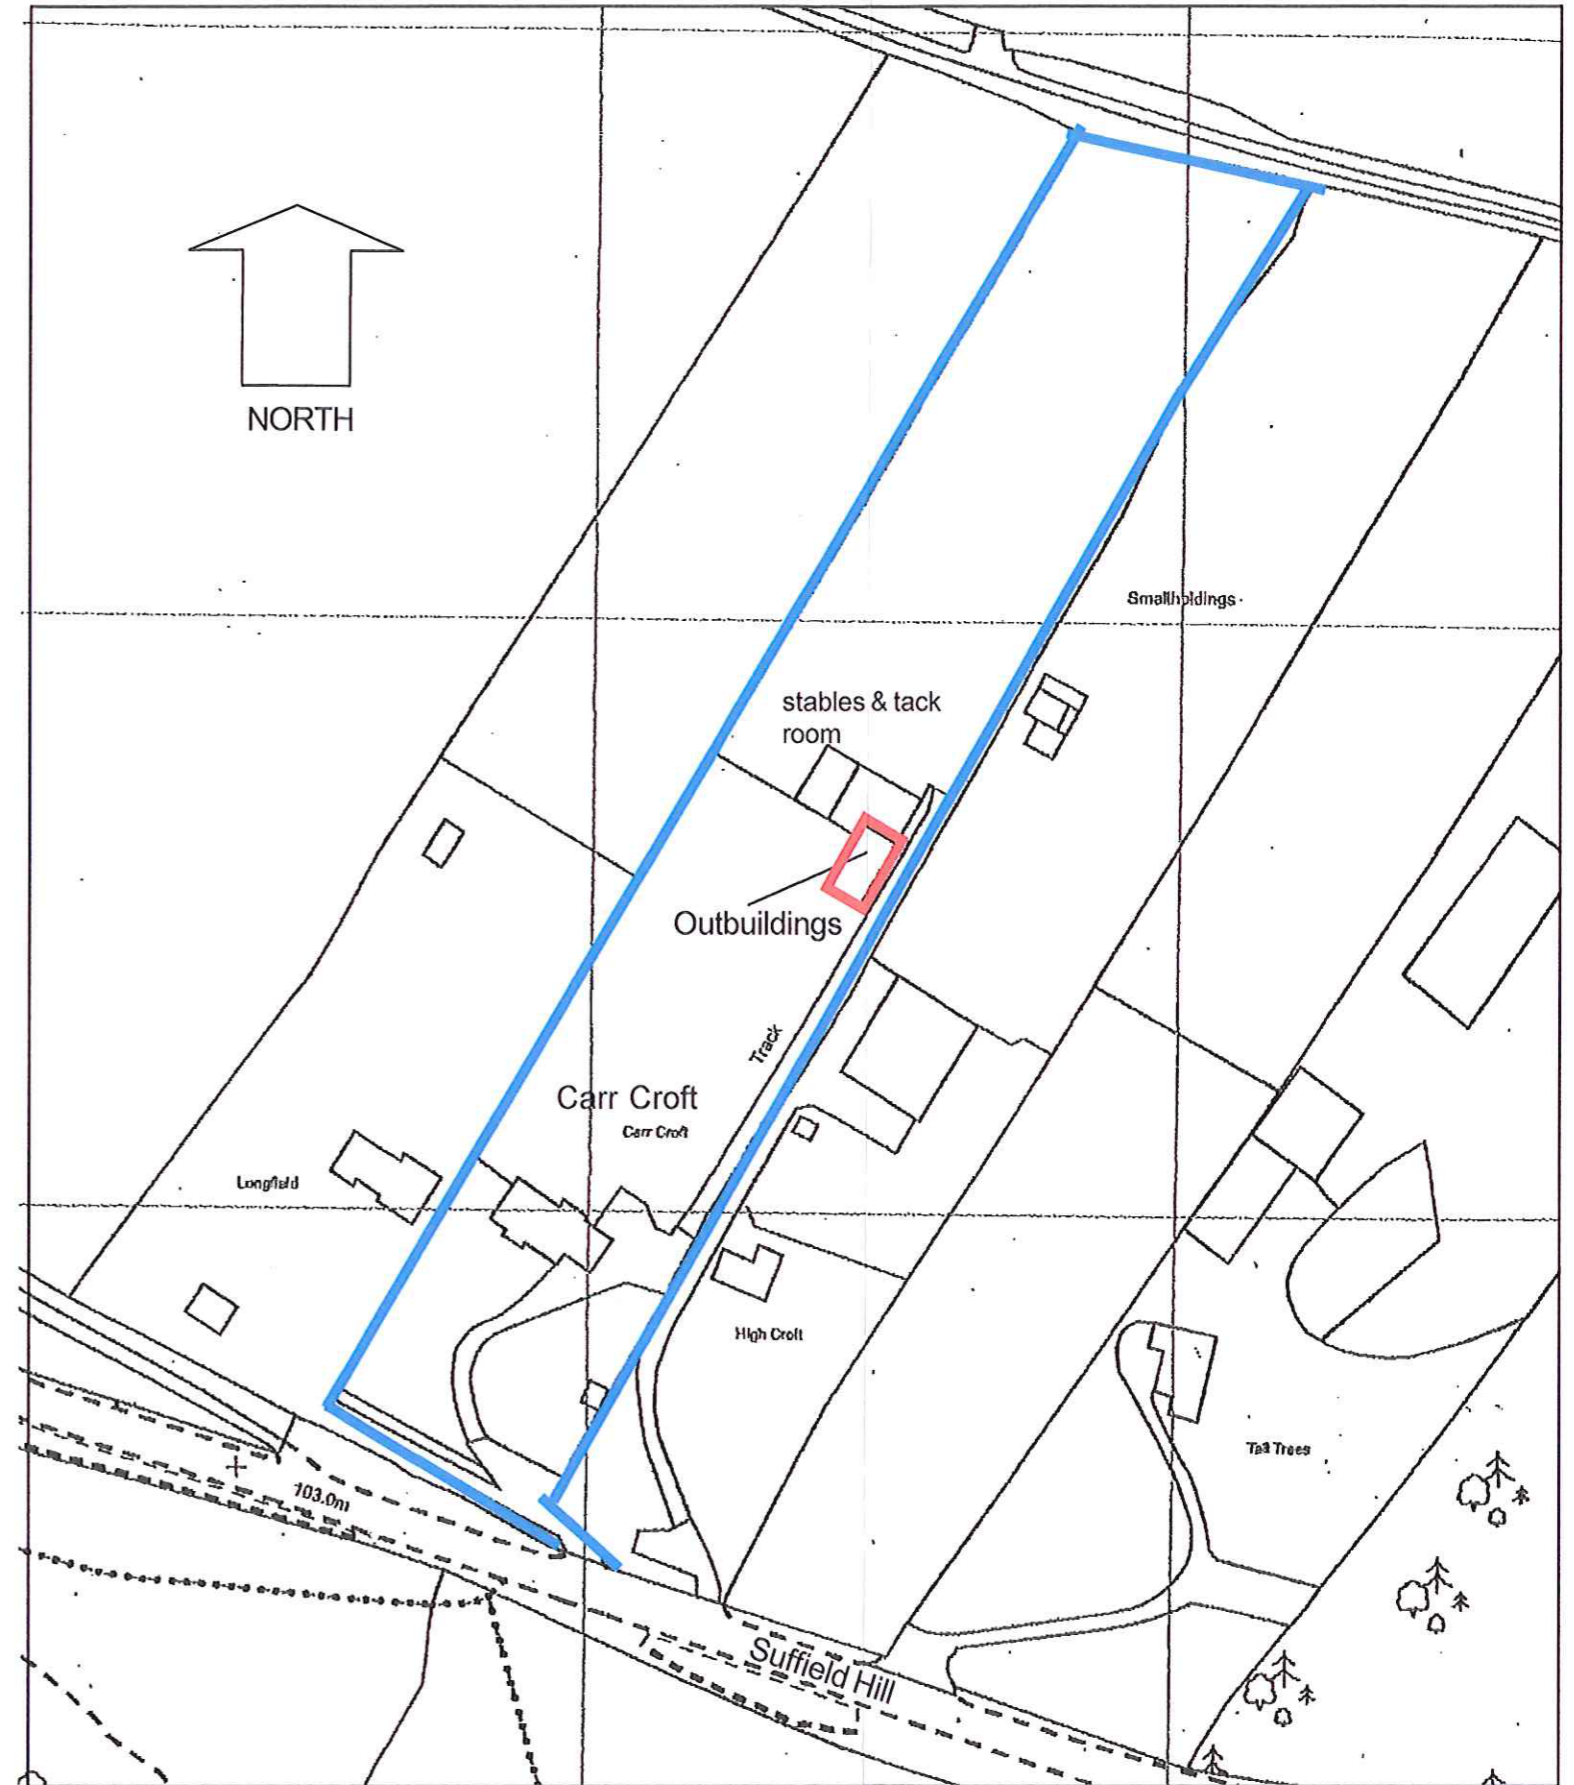 NORTH
Smallholdings
stables & tack
room
Outbuildings
Track
Carr Croft
Carr Croft
Longfield
High Croft
Tall Trees
103.0m
Suffield Hill